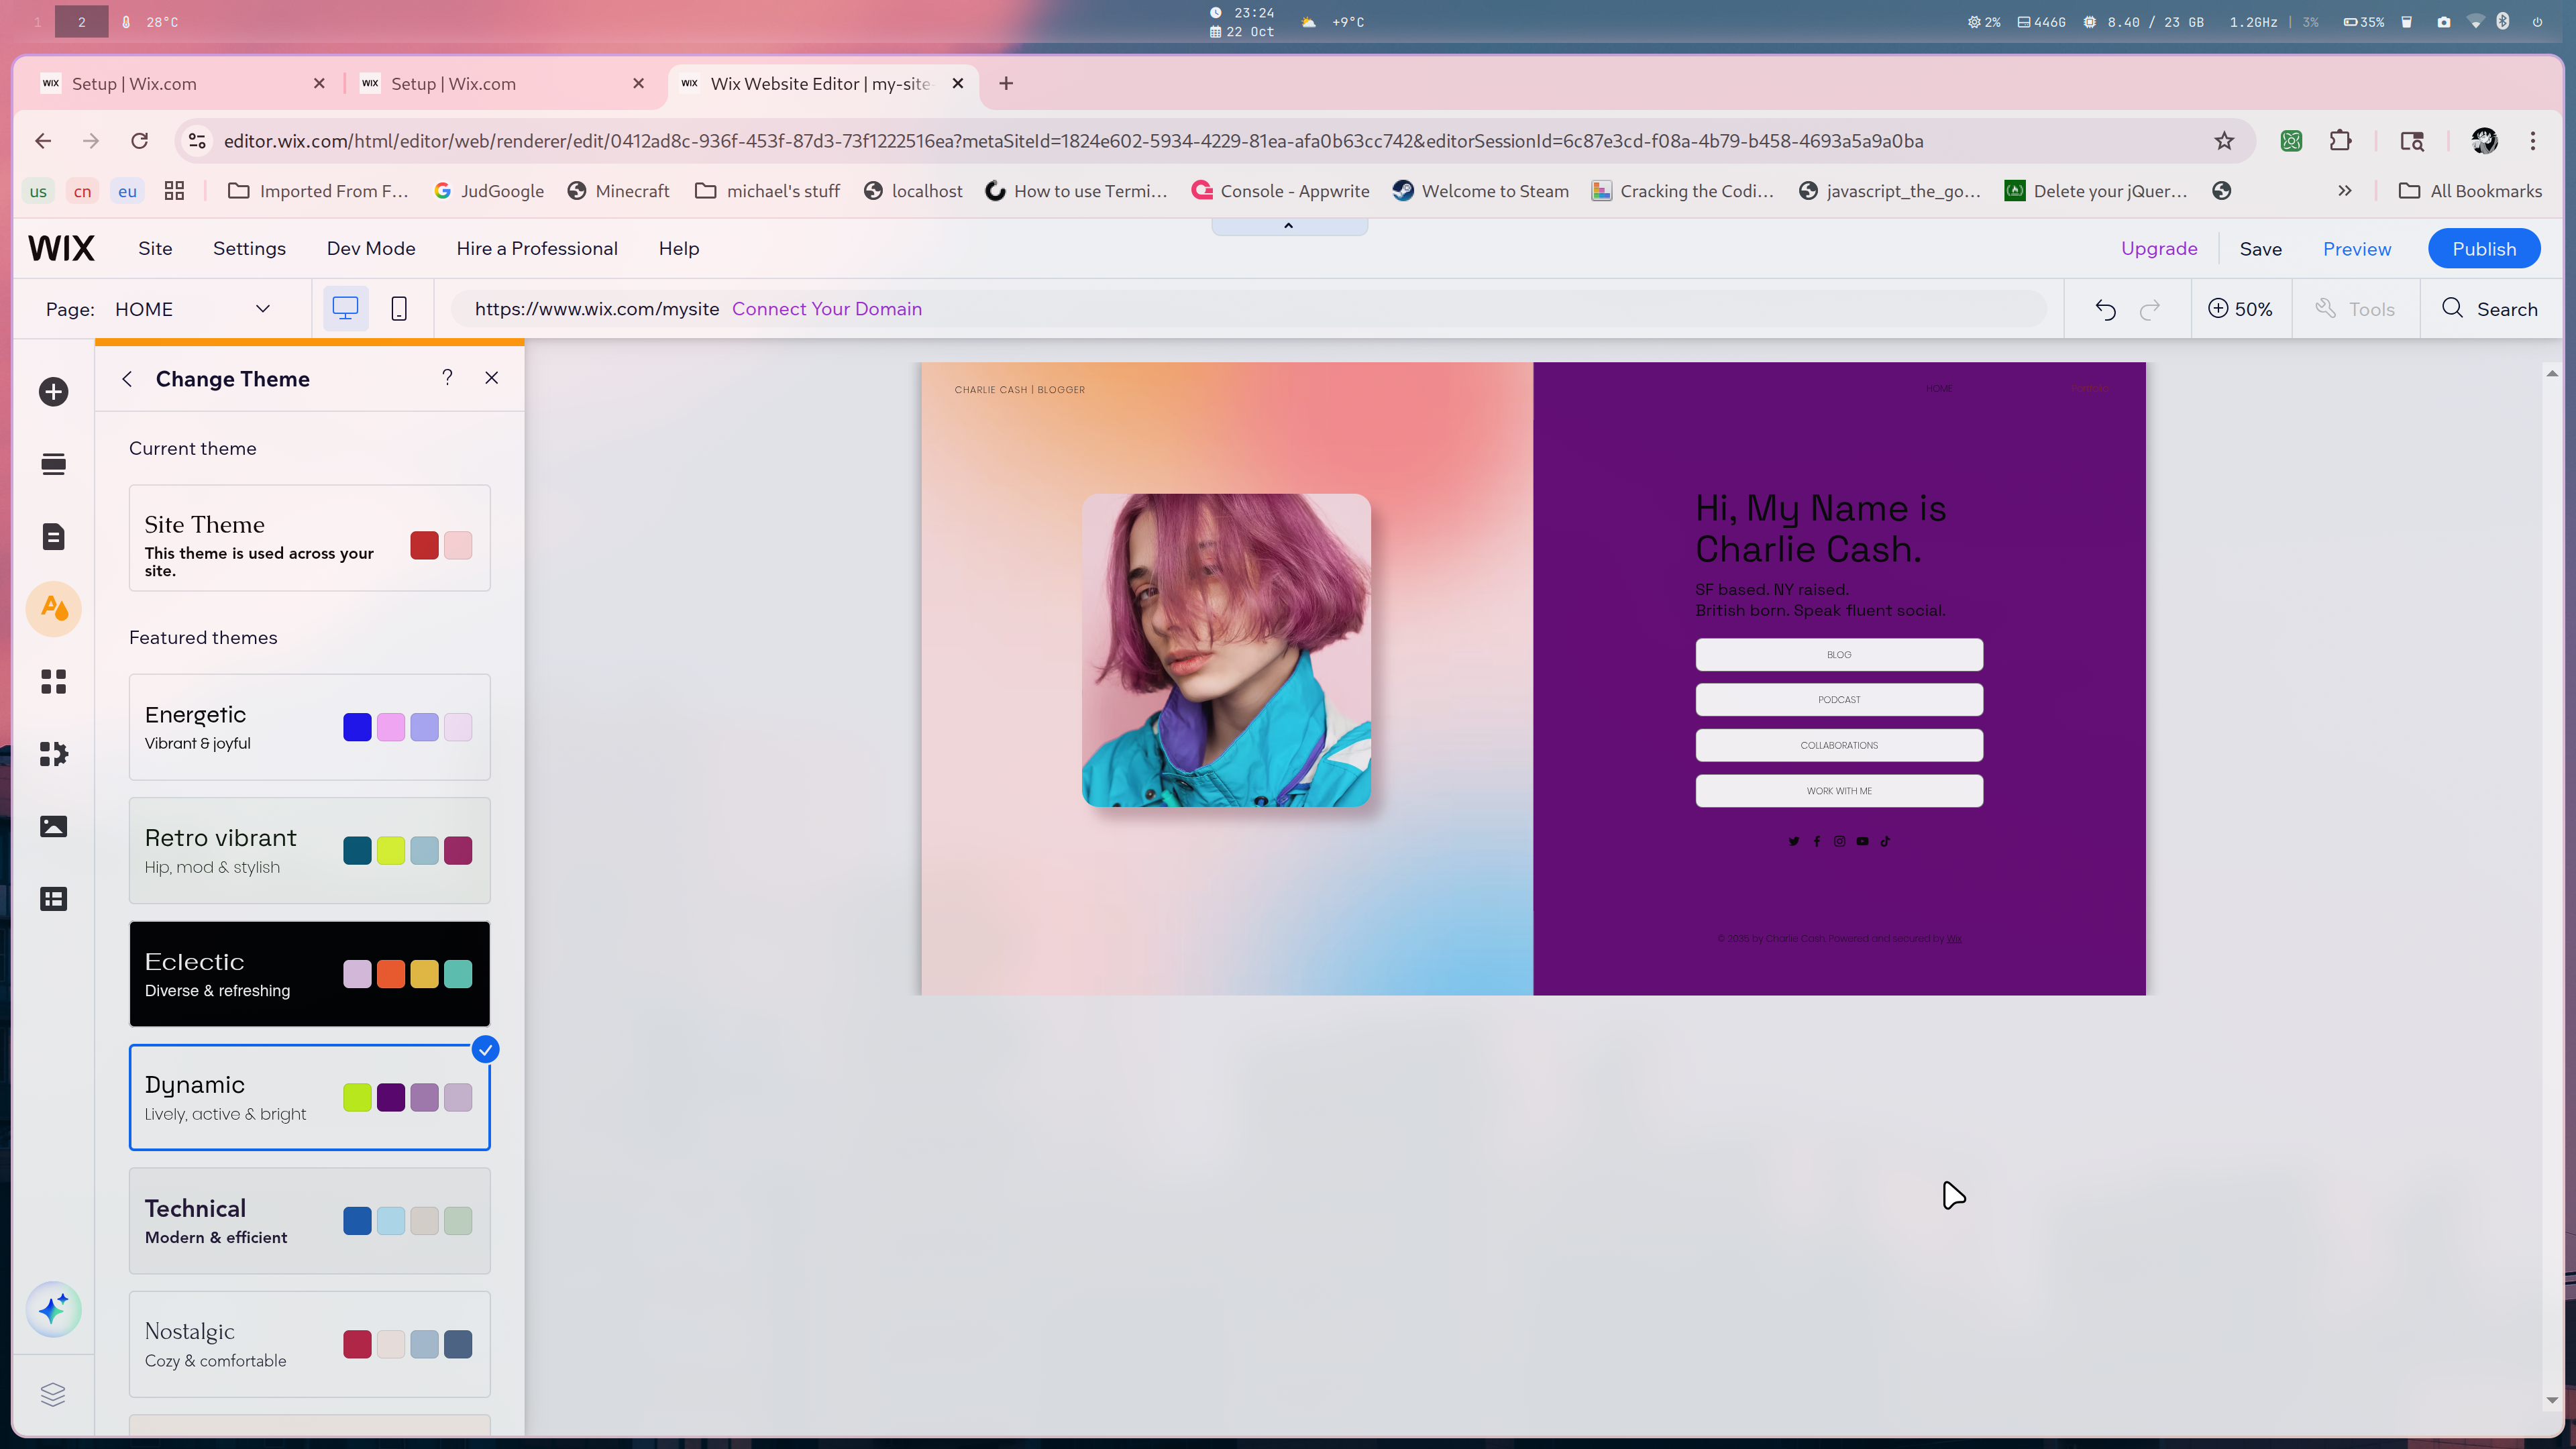 1
2
28°C
23:24
22 Oct
+9°C
2%
446G
8.40 / 23 GB
1.2GHz | 3%
35%
WIX Setup | Wix.com
WIX Setup | Wix.com
WIX Wix Website Editor | my-site-
editor.wix.com/html/editor/web/renderer/edit/0412ad8c-936f-453f-87d3-73f1222516ea?metaSiteId=1824e602-5934-4229-81ea-afa0b63cc742&editorSessionId=6c87e3cd-f08a-4b79-b458-4693a5a9a0ba
us
cn
eu
Imported From F...
JudGoogle
Minecraft
michael's stuff
localhost
How to use Termi...
Console - Appwrite
Welcome to Steam
Cracking the Codi...
javascript_the_go...
Delete your jQuer...
All Bookmarks
WIX
Site
Settings
Dev Mode
Hire a Professional
Help
Upgrade
Save
Preview
Publish
Page: HOME
https://www.wix.com/mysite Connect Your Domain
50%
Tools
Search
Change Theme
?
Current theme
Site Theme
This theme is used across your
site.
Featured themes
Energetic
Vibrant & joyful
Retro vibrant
Hip, mod & stylish
Eclectic
Diverse & refreshing
Dynamic
Lively, active & bright
Technical
Modern & efficient
Nostalgic
Cozy & comfortable
CHARLIE CASH | BLOGGER
HOME
Hi, My Name is
Charlie Cash.
SF based. NY raised.
British born. Speak fluent social.
BLOG
PODCAST
COLLABORATIONS
WORK WITH ME
© 2035 by Charlie Cash. Powered and secured by Wix